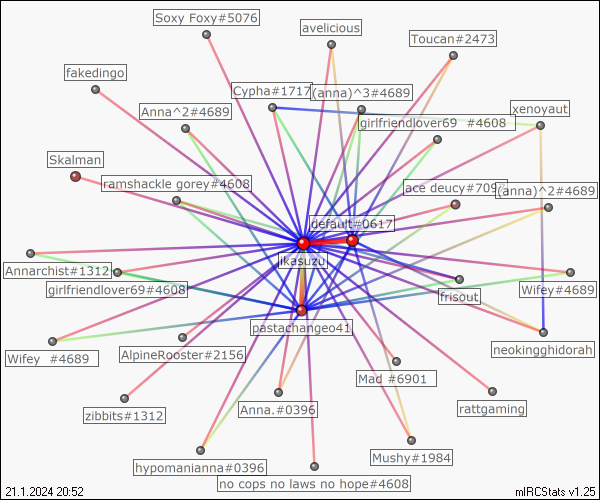 Soxy Foxy#5076
avelicious
Toucan#2473
fakedingo
Cypha#1717
(anna)^3#4689
Anna^2#4689
girlfriendlover69 #4608
xenoyaut
Skalman
ramshackle gorey#4608
ace deucy#709
(anna)^2#4689
default#0617
ikasuzu
Annarchist#1312
girlfriendlover69#4608
frisout
Wifey#4689
pastachangeo41
Wifey #4689
AlpineRooster#2156
neokingghidorah
Mad #6901
zibbits#1312
Anna.#0396
rattgaming
hypomanianna#0396
Mushy#1984
no cops no laws no hope#4608
21.1.2024 20:52
mIRCStats v1.25